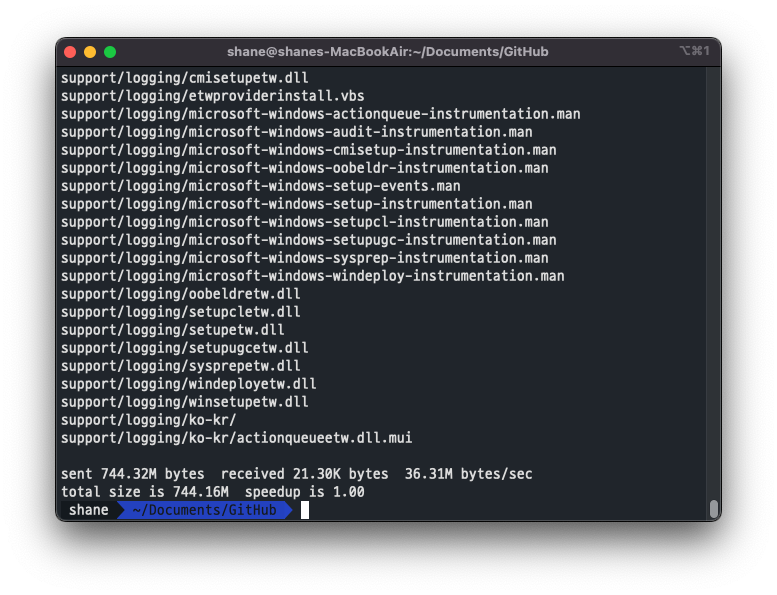 shane@shanes-MacBookAir:~/Documents/GitHub
⌥⌘1
support/logging/cmisetupetw.dll
support/logging/etwproviderinstall.vbs
support/logging/microsoft-windows-actionqueue-instrumentation.man
support/logging/microsoft-windows-audit-instrumentation.man
support/logging/microsoft-windows-cmisetup-instrumentation.man
support/logging/microsoft-windows-oobeldr-instrumentation.man
support/logging/microsoft-windows-setup-events.man
support/logging/microsoft-windows-setup-instrumentation.man
support/logging/microsoft-windows-setupcl-instrumentation.man
support/logging/microsoft-windows-setupugc-instrumentation.man
support/logging/microsoft-windows-sysprep-instrumentation.man
support/logging/microsoft-windows-windeploy-instrumentation.man
support/logging/oobeldretw.dll
support/logging/setupcletw.dll
support/logging/setupetw.dll
support/logging/setupugcetw.dll
support/logging/sysprepetw.dll
support/logging/windeployetw.dll
support/logging/winsetupetw.dll
support/logging/ko-kr/
support/logging/ko-kr/actionqueueetw.dll.mui
sent 744.32M bytes  received 21.30K bytes  36.31M bytes/sec
total size is 744.16M  speedup is 1.00
shane ~/Documents/GitHub